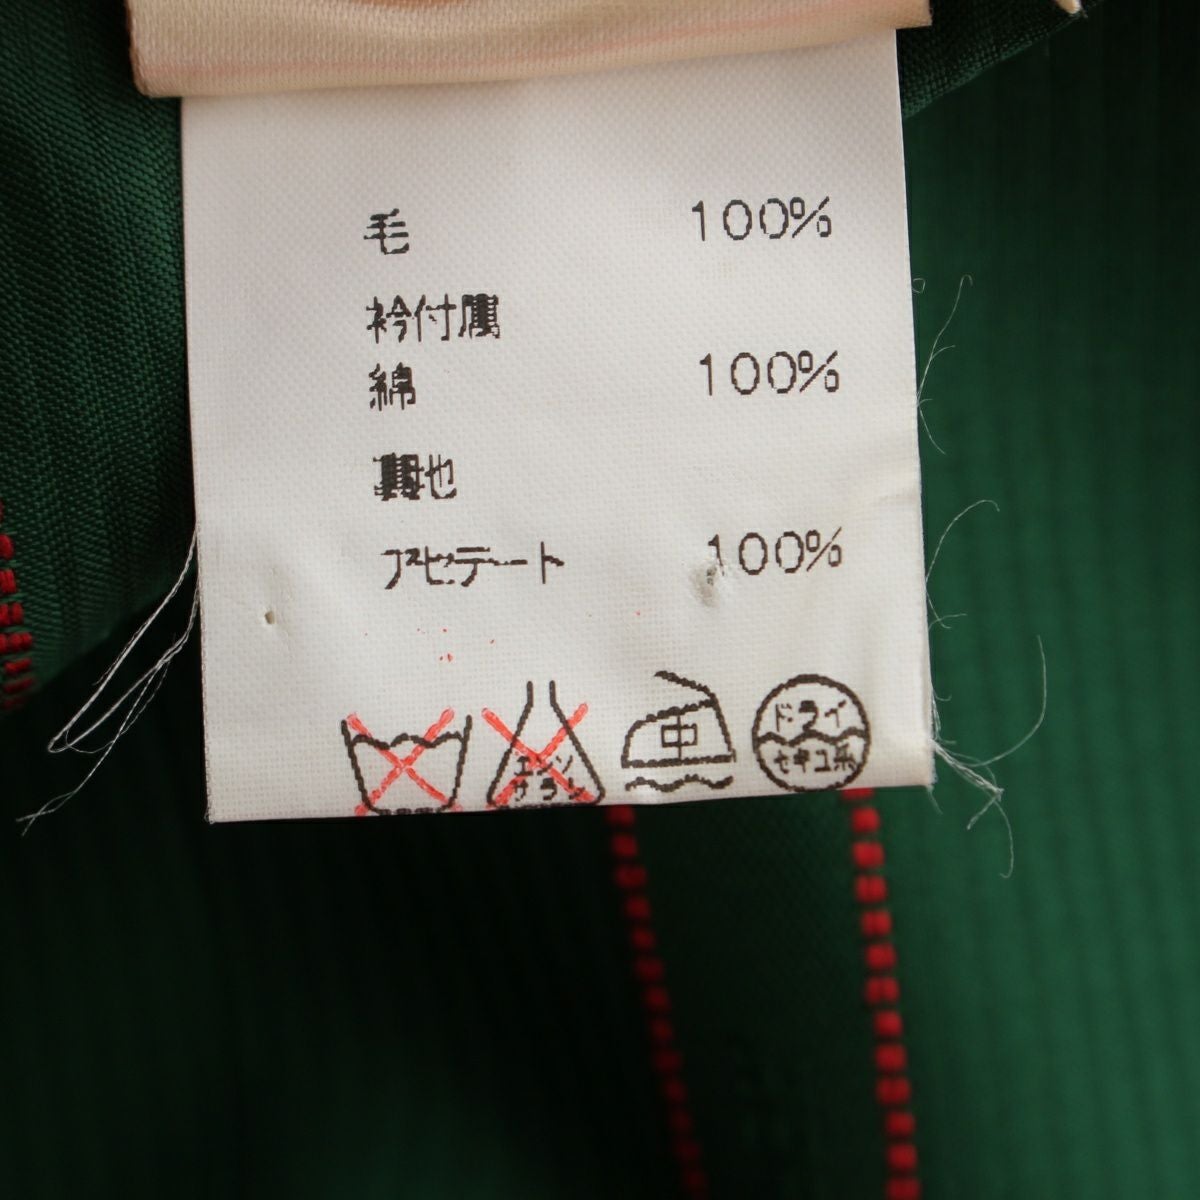 毛 100%
衿付属
綿 100%
裏地
アセテート 100%
エンソ
サラシ
中
ドライ
セキユ系